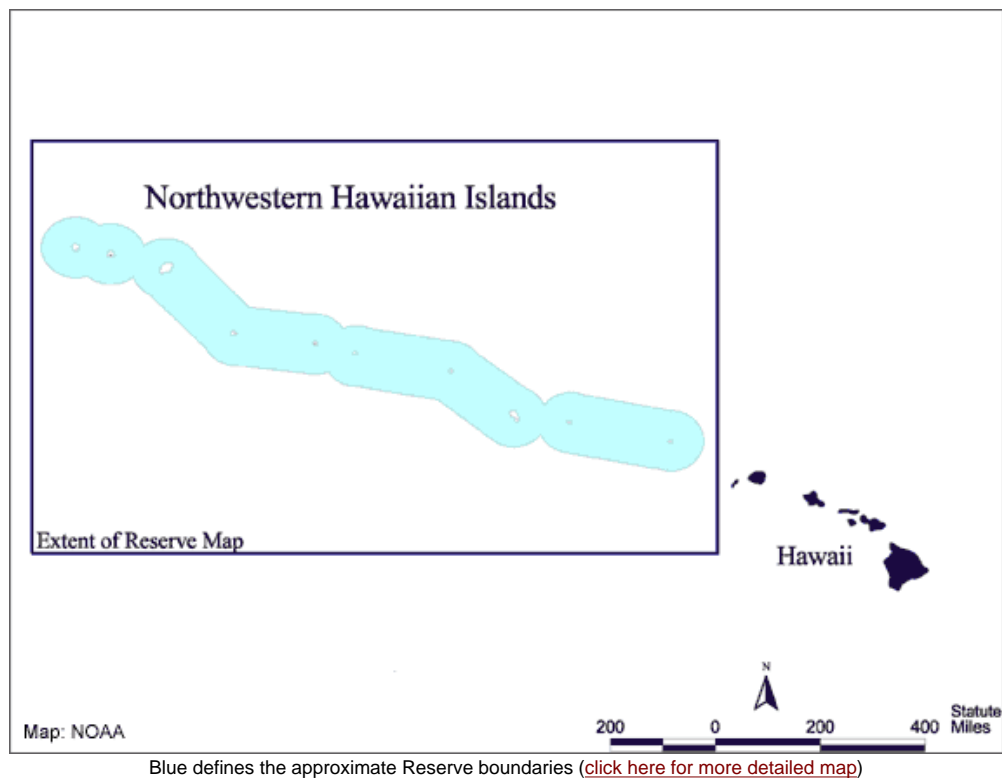 Northwestern Hawaiian Islands
Extent of Reserve Map
Hawaii
N
Map: NOAA
200 0 200 400
Statute
Miles
Blue defines the approximate Reserve boundaries (click here for more detailed map)